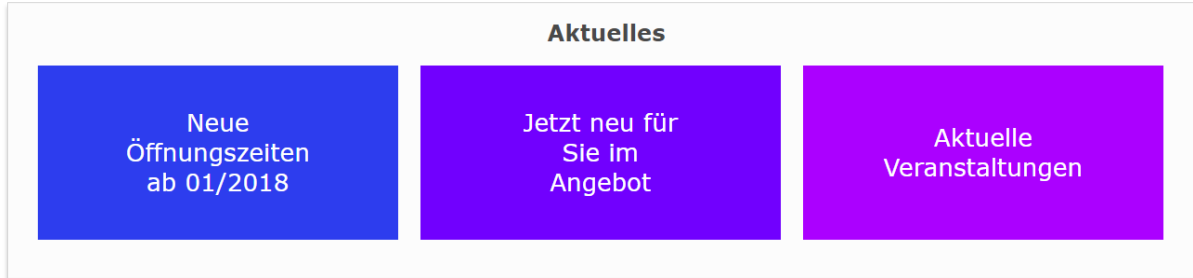 Aktuelles
Neue
Öffnungszeiten
ab 01/2018
Jetzt neu für
Sie im
Angebot
Aktuelle
Veranstaltungen